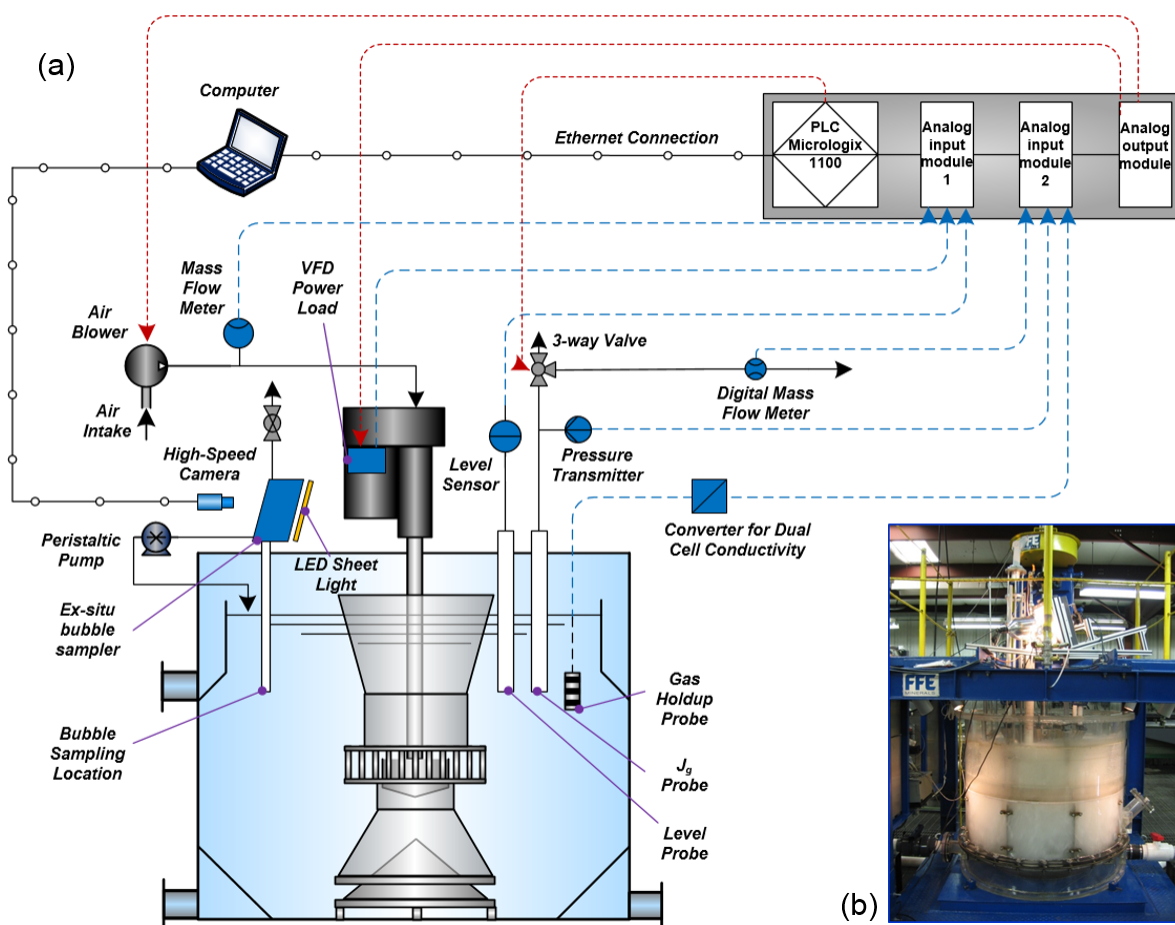 (a)
Computer
Ethernet Connection
PLC
Micrologix
1100
Analog
input
module
1
Analog
input
module
2
Analog
output
module
Mass
Flow
Meter
VFD
Power
Load
Air
Blower
3-way Valve
Digital Mass
Flow Meter
Air
Intake
High-Speed
Camera
Level
Sensor
Pressure
Transmitter
Converter for Dual
Cell Conductivity
Peristaltic
Pump
LED Sheet
Light
Ex-situ
bubble
sampler
Gas
Holdup
Probe
Bubble
Sampling
Location
Jg
Probe
Level
Probe
FFE
FFE
MINERALS
(b)